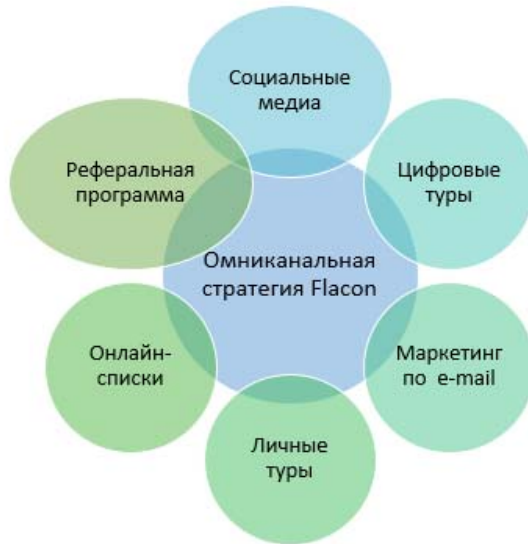 Социальные
медиа
Реферальная
программа
Цифровые
туры
Омниканальная
стратегия Flacon
Онлайн-
списки
Маркетинг
по e-mail
Личные
туры